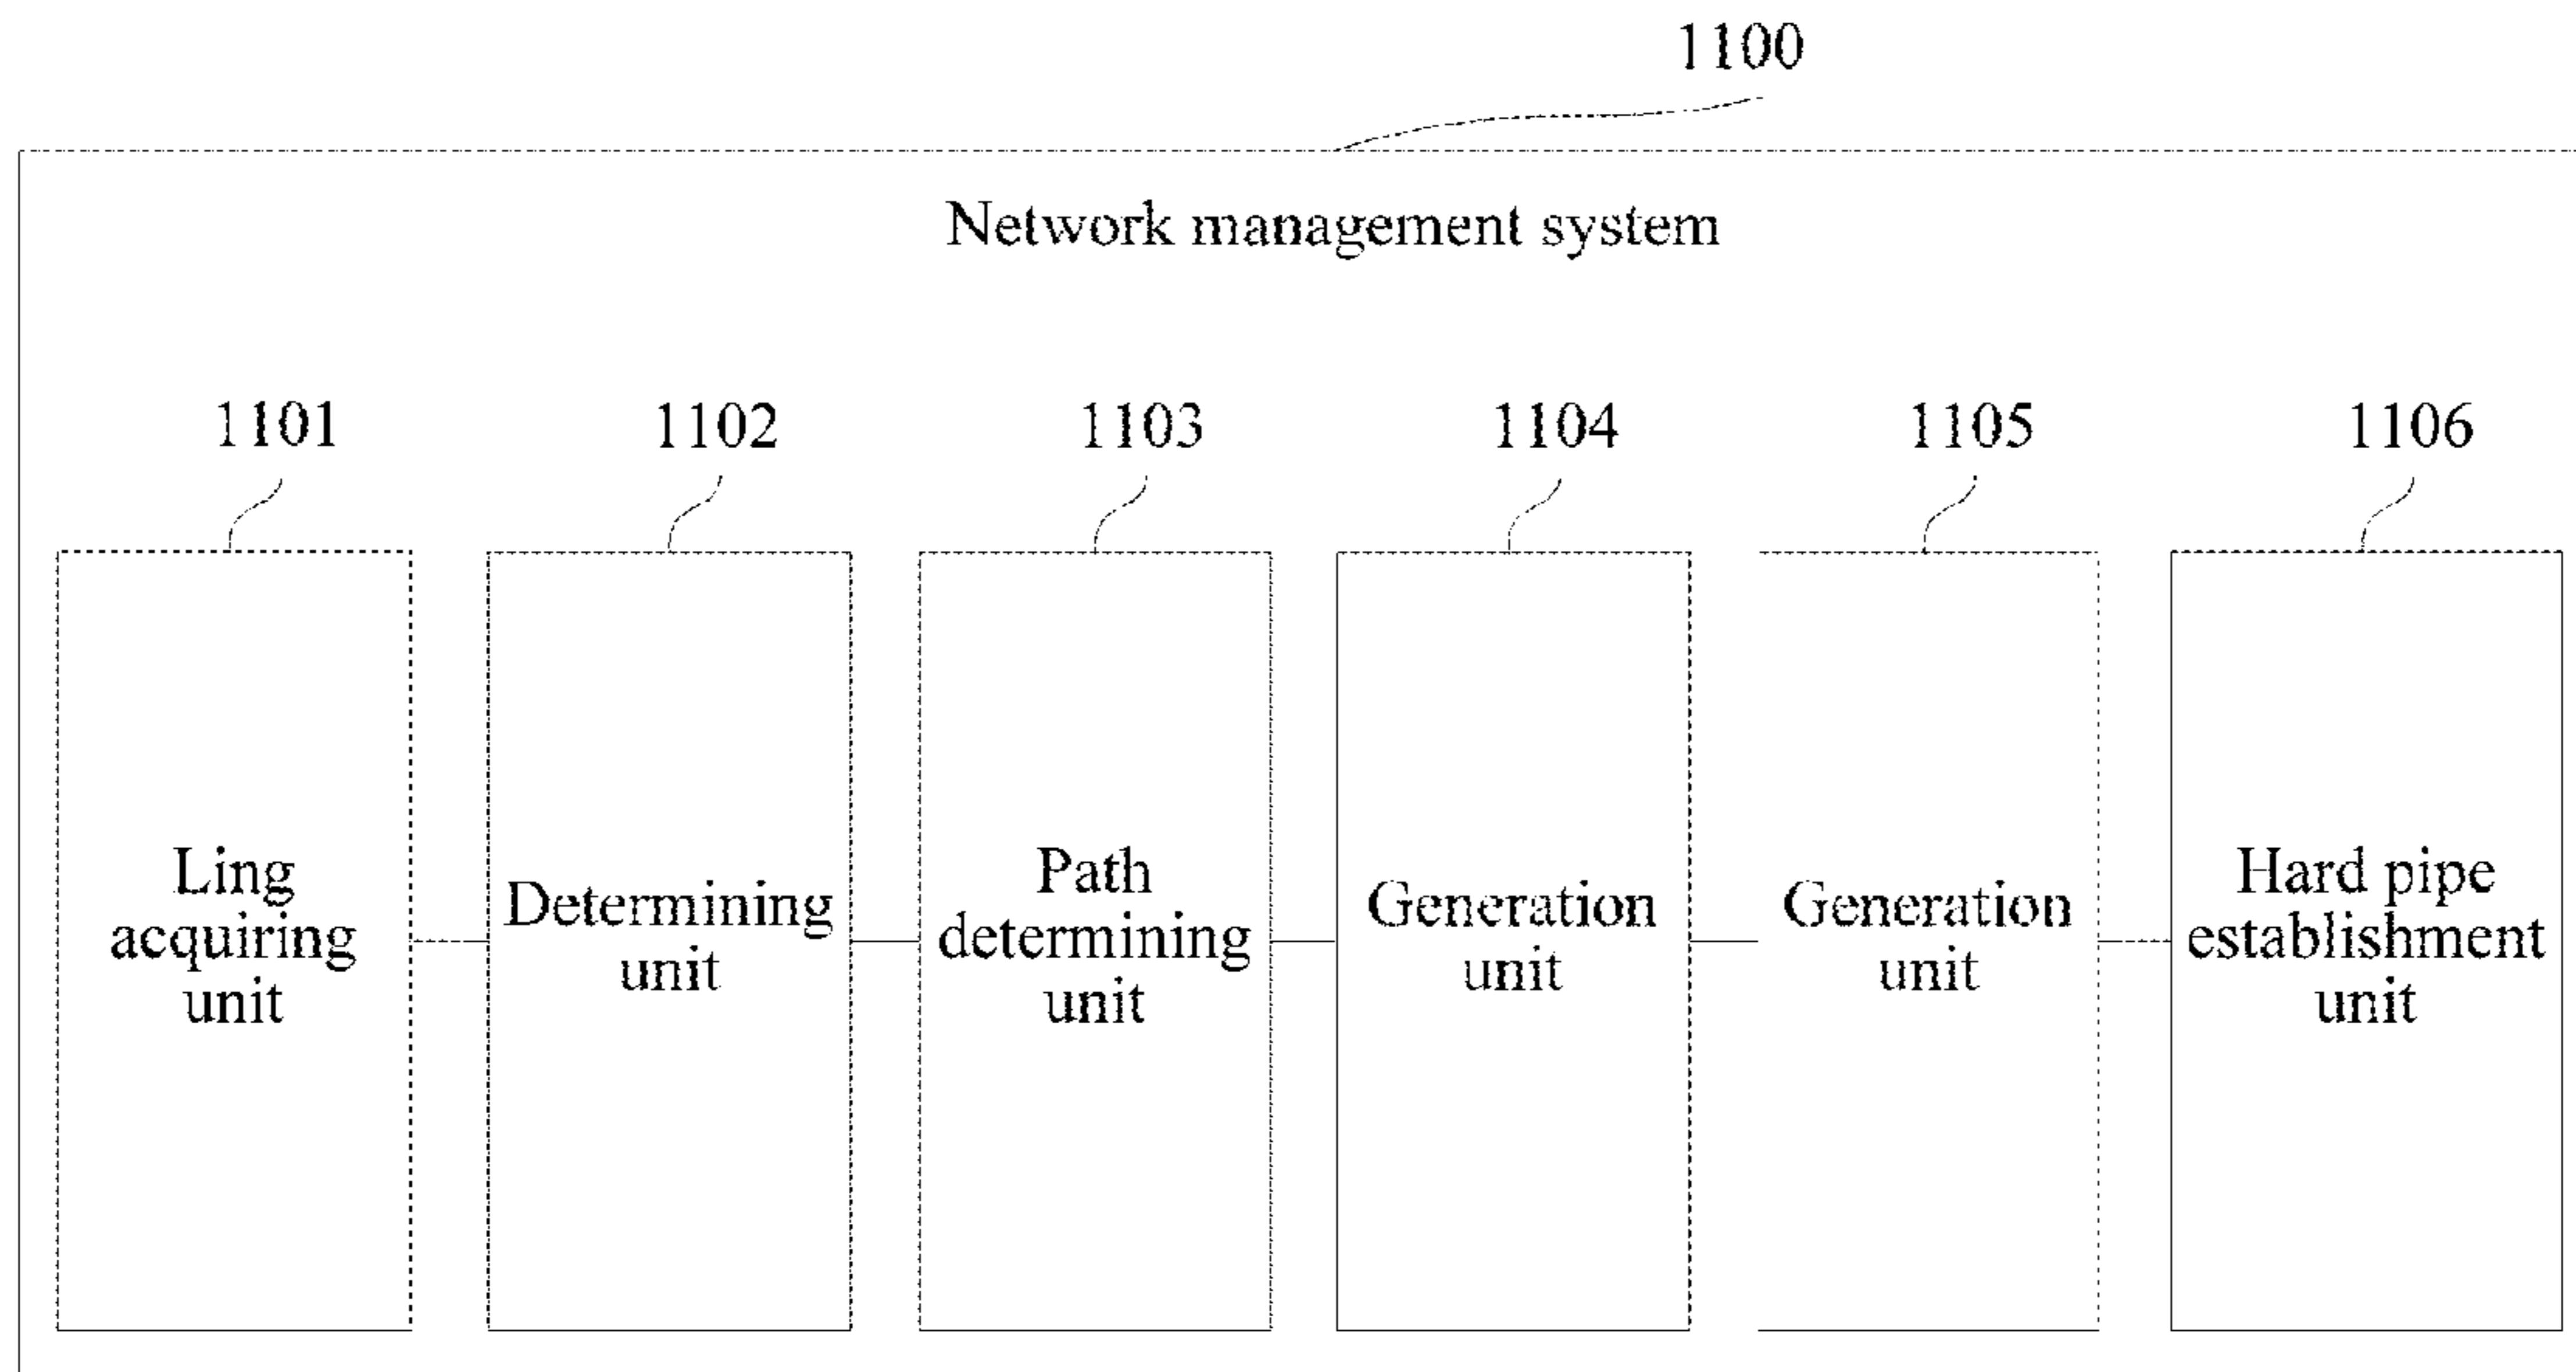 1100
Network management system
1101
1102
1103
1104
1105
1106
Ling
acquiring
unit
Determining
unit
Path
determining
unit
Generation
unit
Generation
unit
Hard pipe
establishment
unit